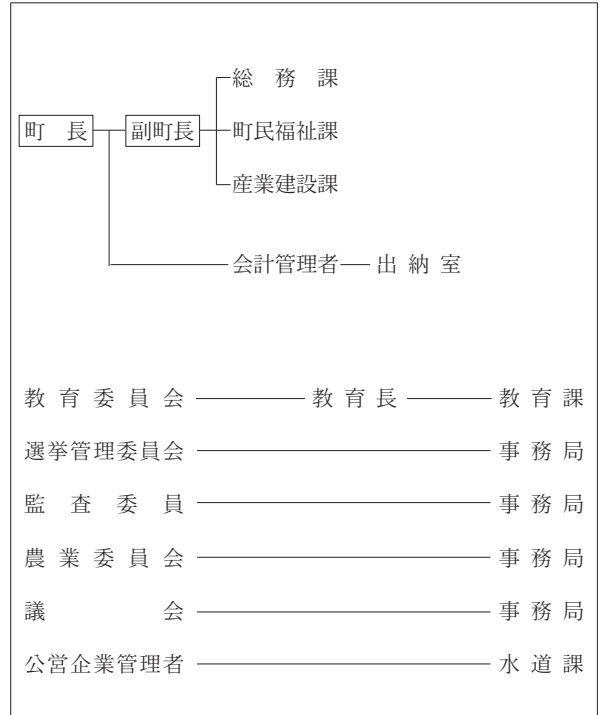 総務課
町長 副町長 町民福祉課
産業建設課
会計管理者 出納室
教育委員会 教育長 教育課
選挙管理委員会 事務局
監査委員 事務局
農業委員会 事務局
議会 事務局
公営企業管理者 水道課